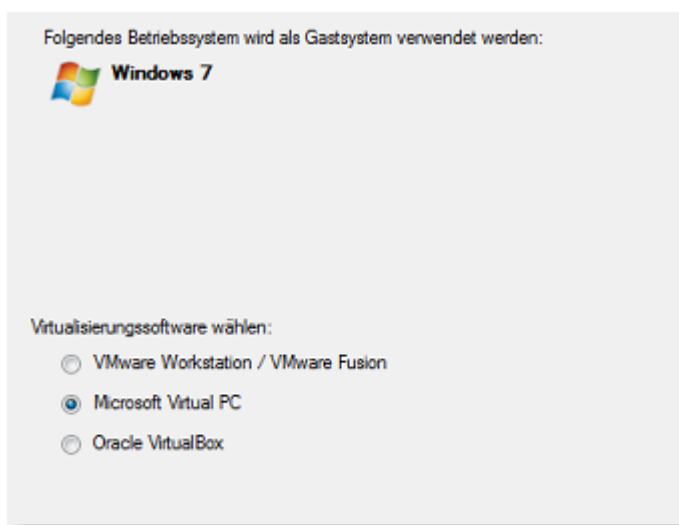 Folgendes Betriebssystem wird als Gastsystem verwendet werden:
Windows 7
Virtualisierungssoftware wählen:
VMware Workstation / VMware Fusion
Microsoft Virtual PC
Oracle VirtualBox